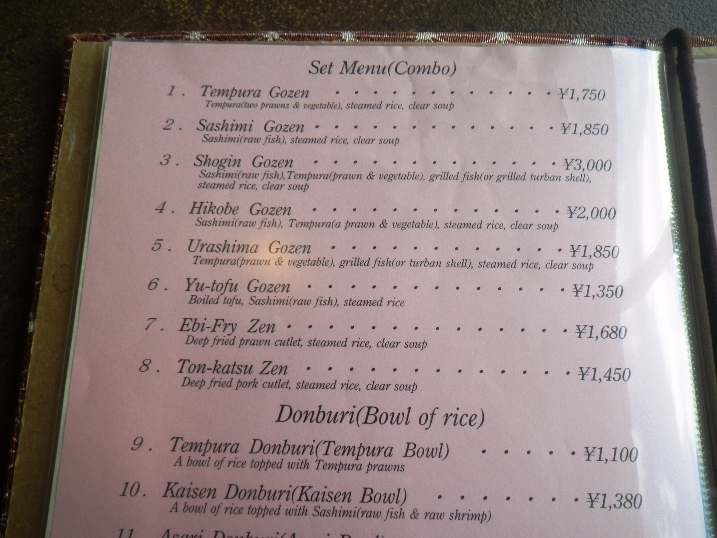 Set Menu(Combo)
1. Tempura Gozen ・・・・・・・・・・・・¥1,750
Tempura(two prawns & vegetable), steamed rice, clear soup
2. Sashimi Gozen ・・・・・・・・・・・・¥1,850
Sashimi(raw fish), steamed rice, clear soup
3. Shogin Gozen ・・・・・・・・・・・・¥3,000
Sashimi(raw fish),Tempura(prawn & vegetable), grilled fish(or grilled turban shell),
steamed rice, clear soup
4. Hikobe Gozen ・・・・・・・・・・・・¥2,000
Sashimi(raw fish), Tempura(a prawn & vegetable), steamed rice, clear soup
5. Urashima Gozen ・・・・・・・・・・・・¥1,850
Tempura(prawn & vegetable), grilled fish(or turban shell), steamed rice, clear soup
6. Yu-tofu Gozen ・・・・・・・・・・・・¥1,350
Boiled tofu, Sashimi(raw fish), steamed rice
7. Ebi-Fry Zen ・・・・・・・・・・・・・・¥1,680
Deep fried prawn cutlet, steamed rice, clear soup
8. Ton-katsu Zen ・・・・・・・・・・・・・¥1,450
Deep fried pork cutlet, steamed rice, clear soup
Donburi(Bowl of rice)
9. Tempura Donburi(Tempura Bowl) ・・・・・¥1,100
A bowl of rice topped with Tempura prawns
10. Kaisen Donburi(Kaisen Bowl) ・・・・・・・¥1,380
A bowl of rice topped with Sashimi(raw fish & raw shrimp)
11. Asari Donburi(